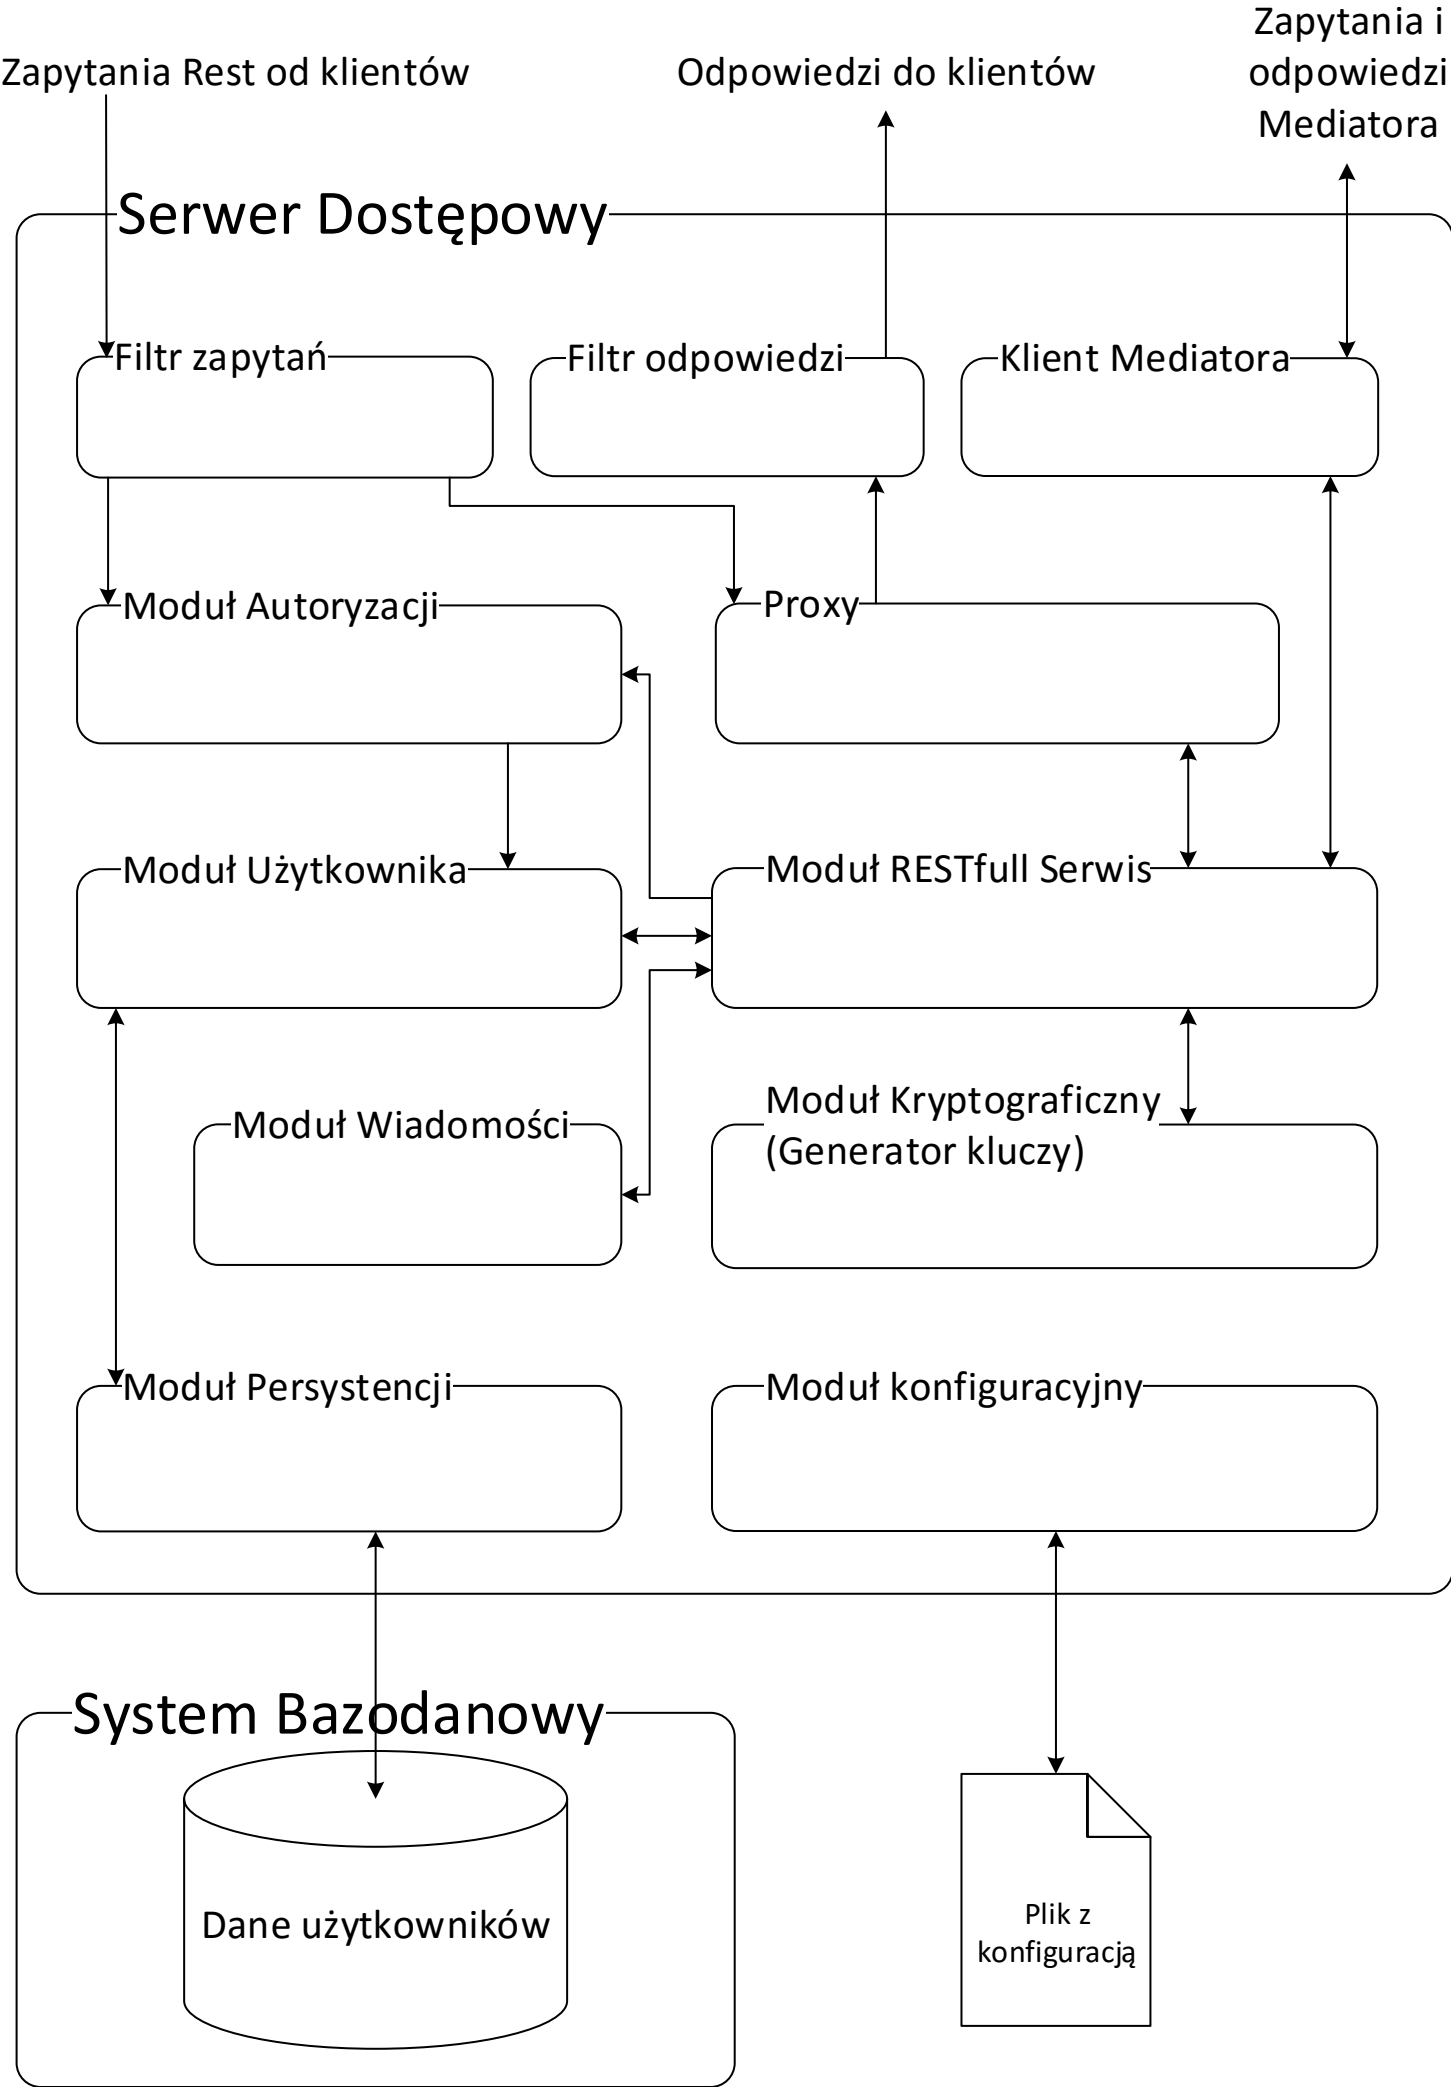 Zapytania Rest od klientów
Odpowiedzi do klientów
Zapytania i
odpowiedzi
Mediatora
Serwer Dostępowy
Filtr zapytań
Filtr odpowiedzi
Klient Mediatora
Moduł Autoryzacji
Proxy
Moduł Użytkownika
Moduł RESTfull Serwis
Moduł Wiadomości
Moduł Kryptograficzny
(Generator kluczy)
Moduł Persystencji
Moduł konfiguracyjny
System Bazodanowy
Dane użytkowników
Plik z
konfiguracją